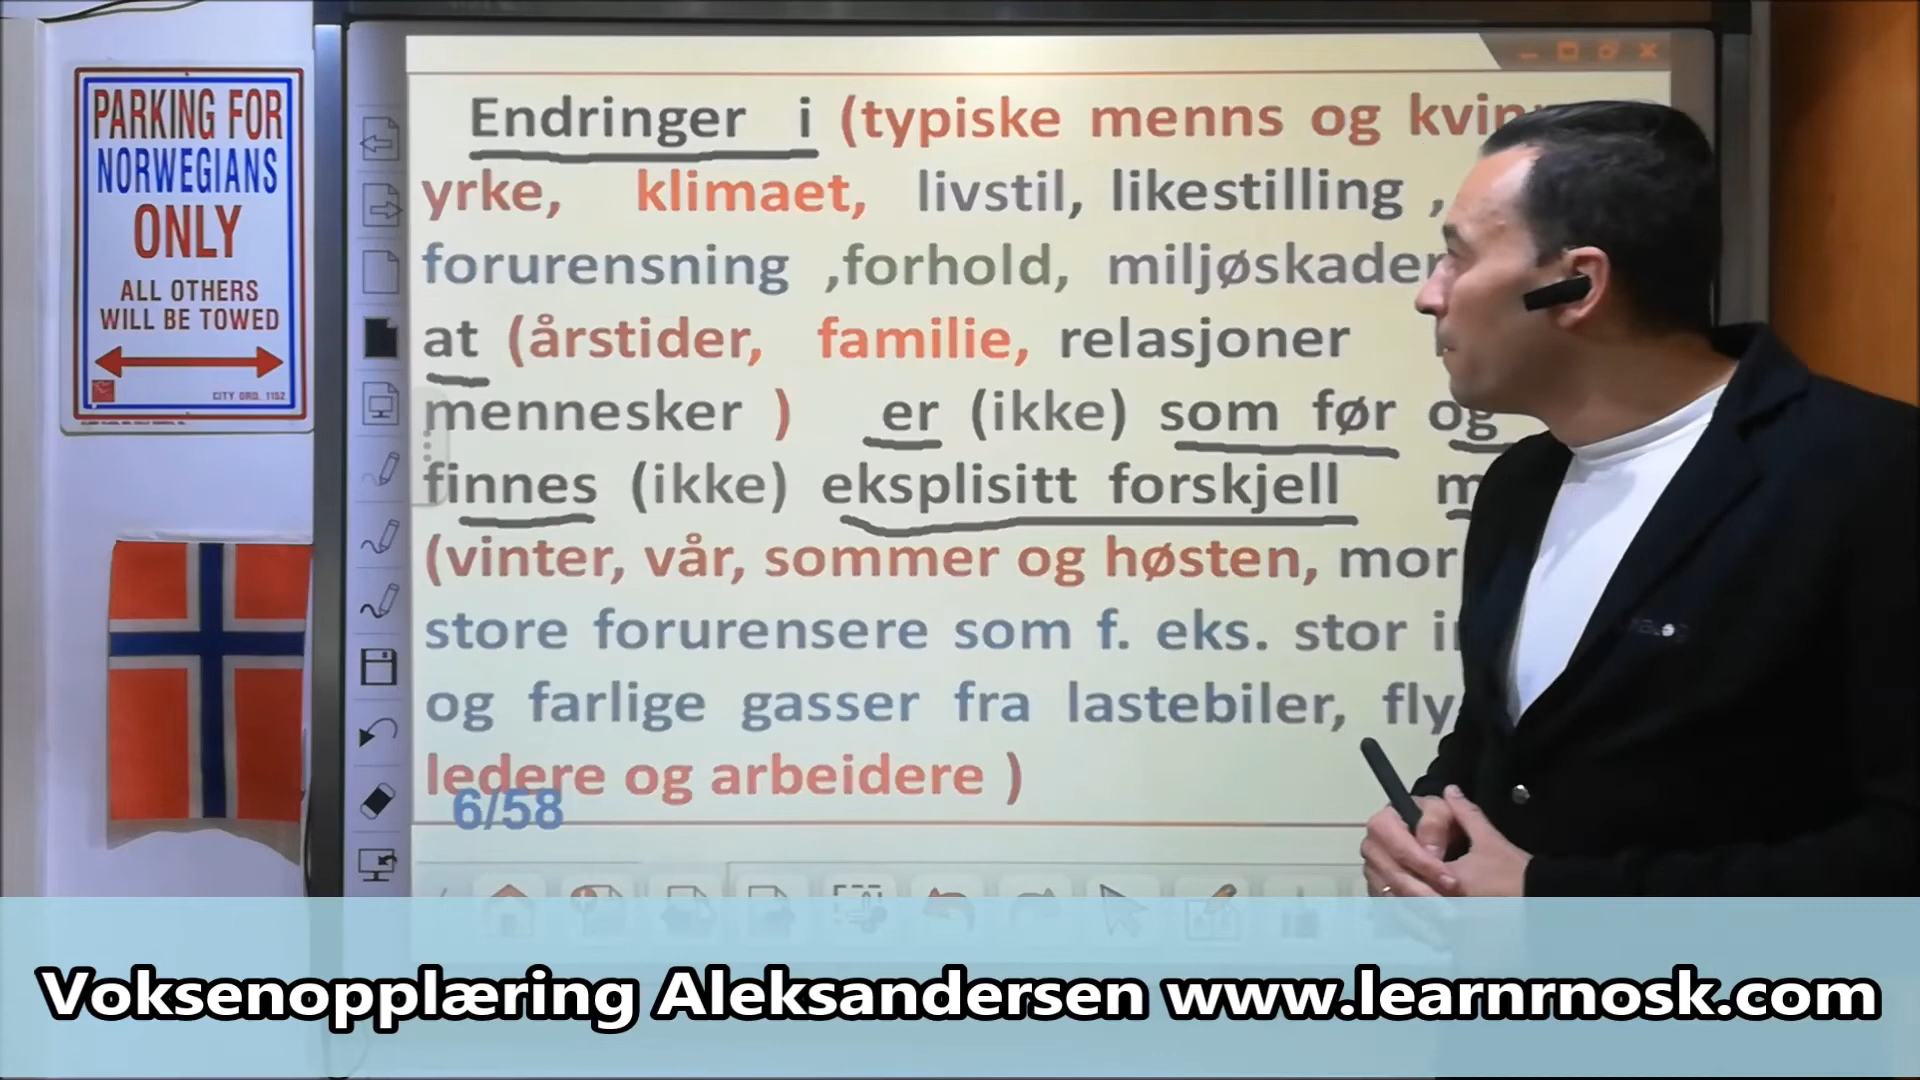 PARKING FOR
NORWEGIANS
ONLY
ALL OTHERS
WILL BE TOWED
CITY ORD. 1152
Endringer i (typiske menns og
yrke, klimaet, livstil, likestilling ,
forurensning ,forhold, miljøskader
at (årstider, familie, relasjoner
mennesker ) er (ikke) som før og
finnes (ikke) eksplisitt forskjell
(vinter, vår, sommer og høsten,
store forurensere som f. eks. stor
og farlige gasser fra lastebiler, fly
ledere og arbeidere )
6/58
Voksenopplæring Aleksandersen www.learnrnosk.com